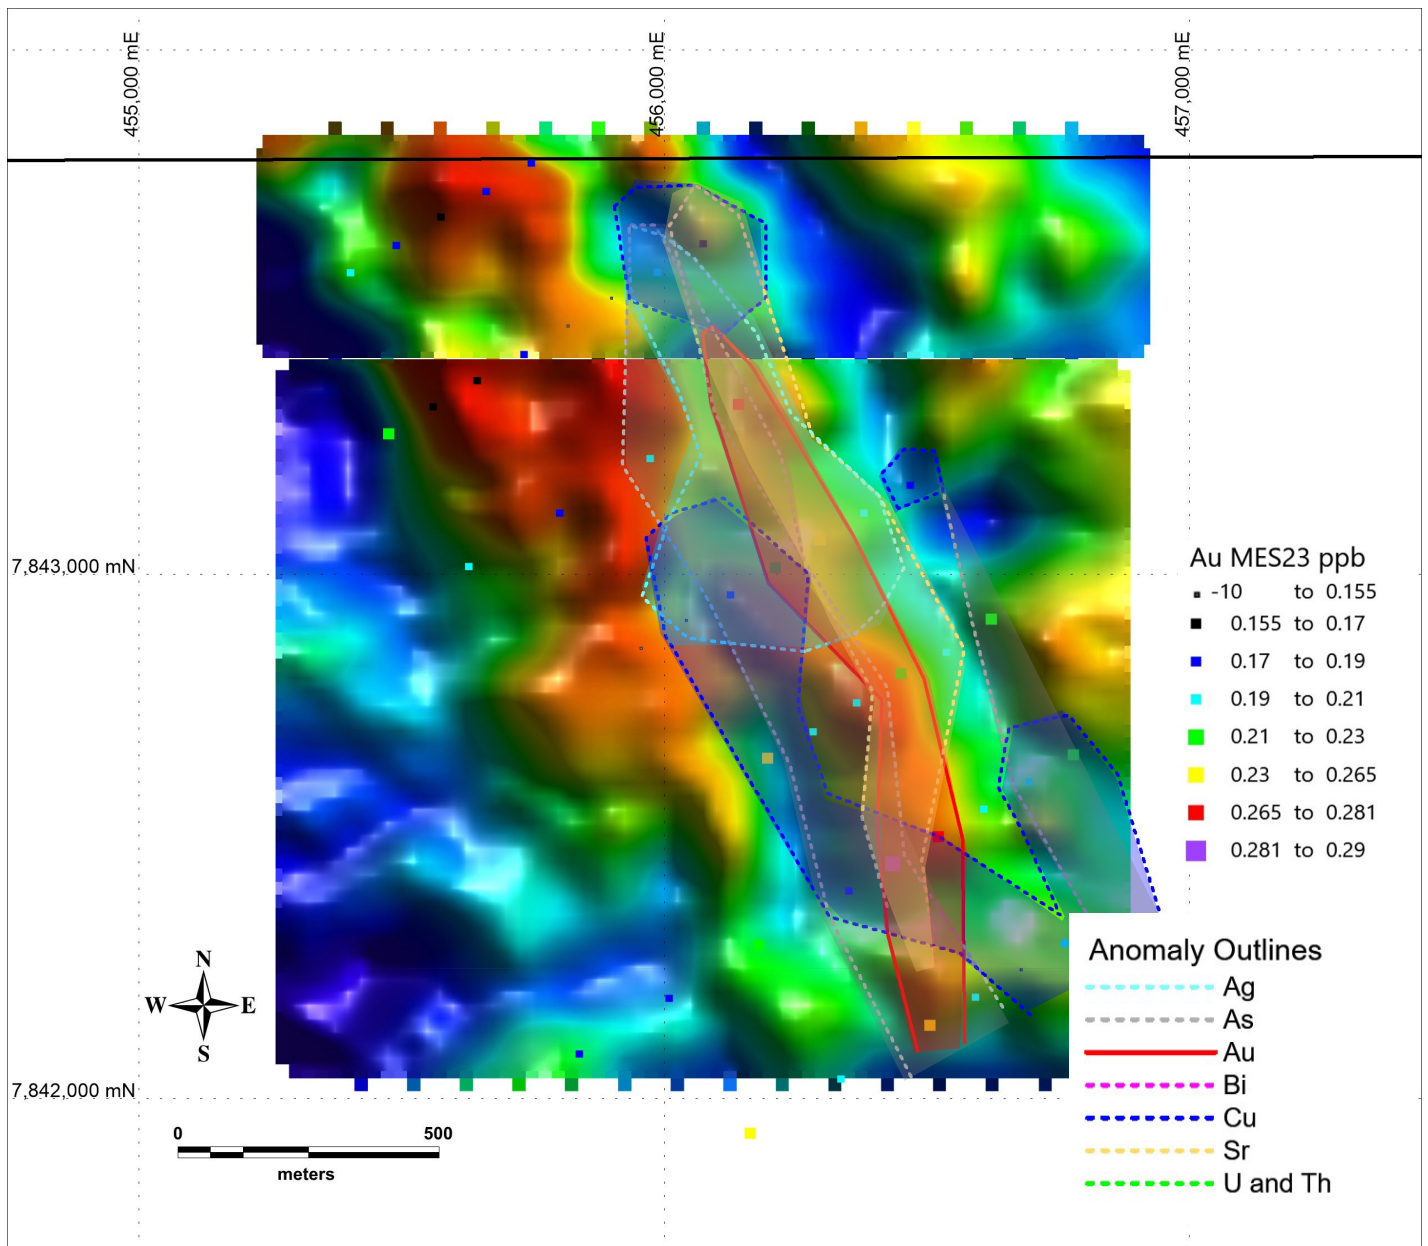 455,000 mE
456,000 mE
457,000 mE
7,843,000 mN
Au MES23 ppb
-10 to 0.155
0.155 to 0.17
0.17 to 0.19
0.19 to 0.21
0.21 to 0.23
0.23 to 0.265
0.265 to 0.281
0.281 to 0.29
N
W E
S
Anomaly Outlines
Ag
As
Au
Bi
Cu
Sr
U and Th
7,842,000 mN
0 500
meters